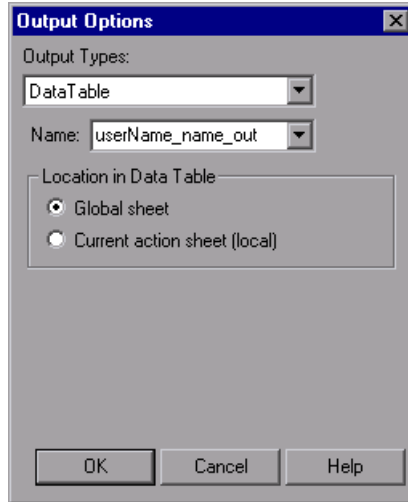 Output Options
Output Types:
DataTable
Name: userName_name_out
Location in Data Table
Global sheet
Current action sheet (local)
OK Cancel Help